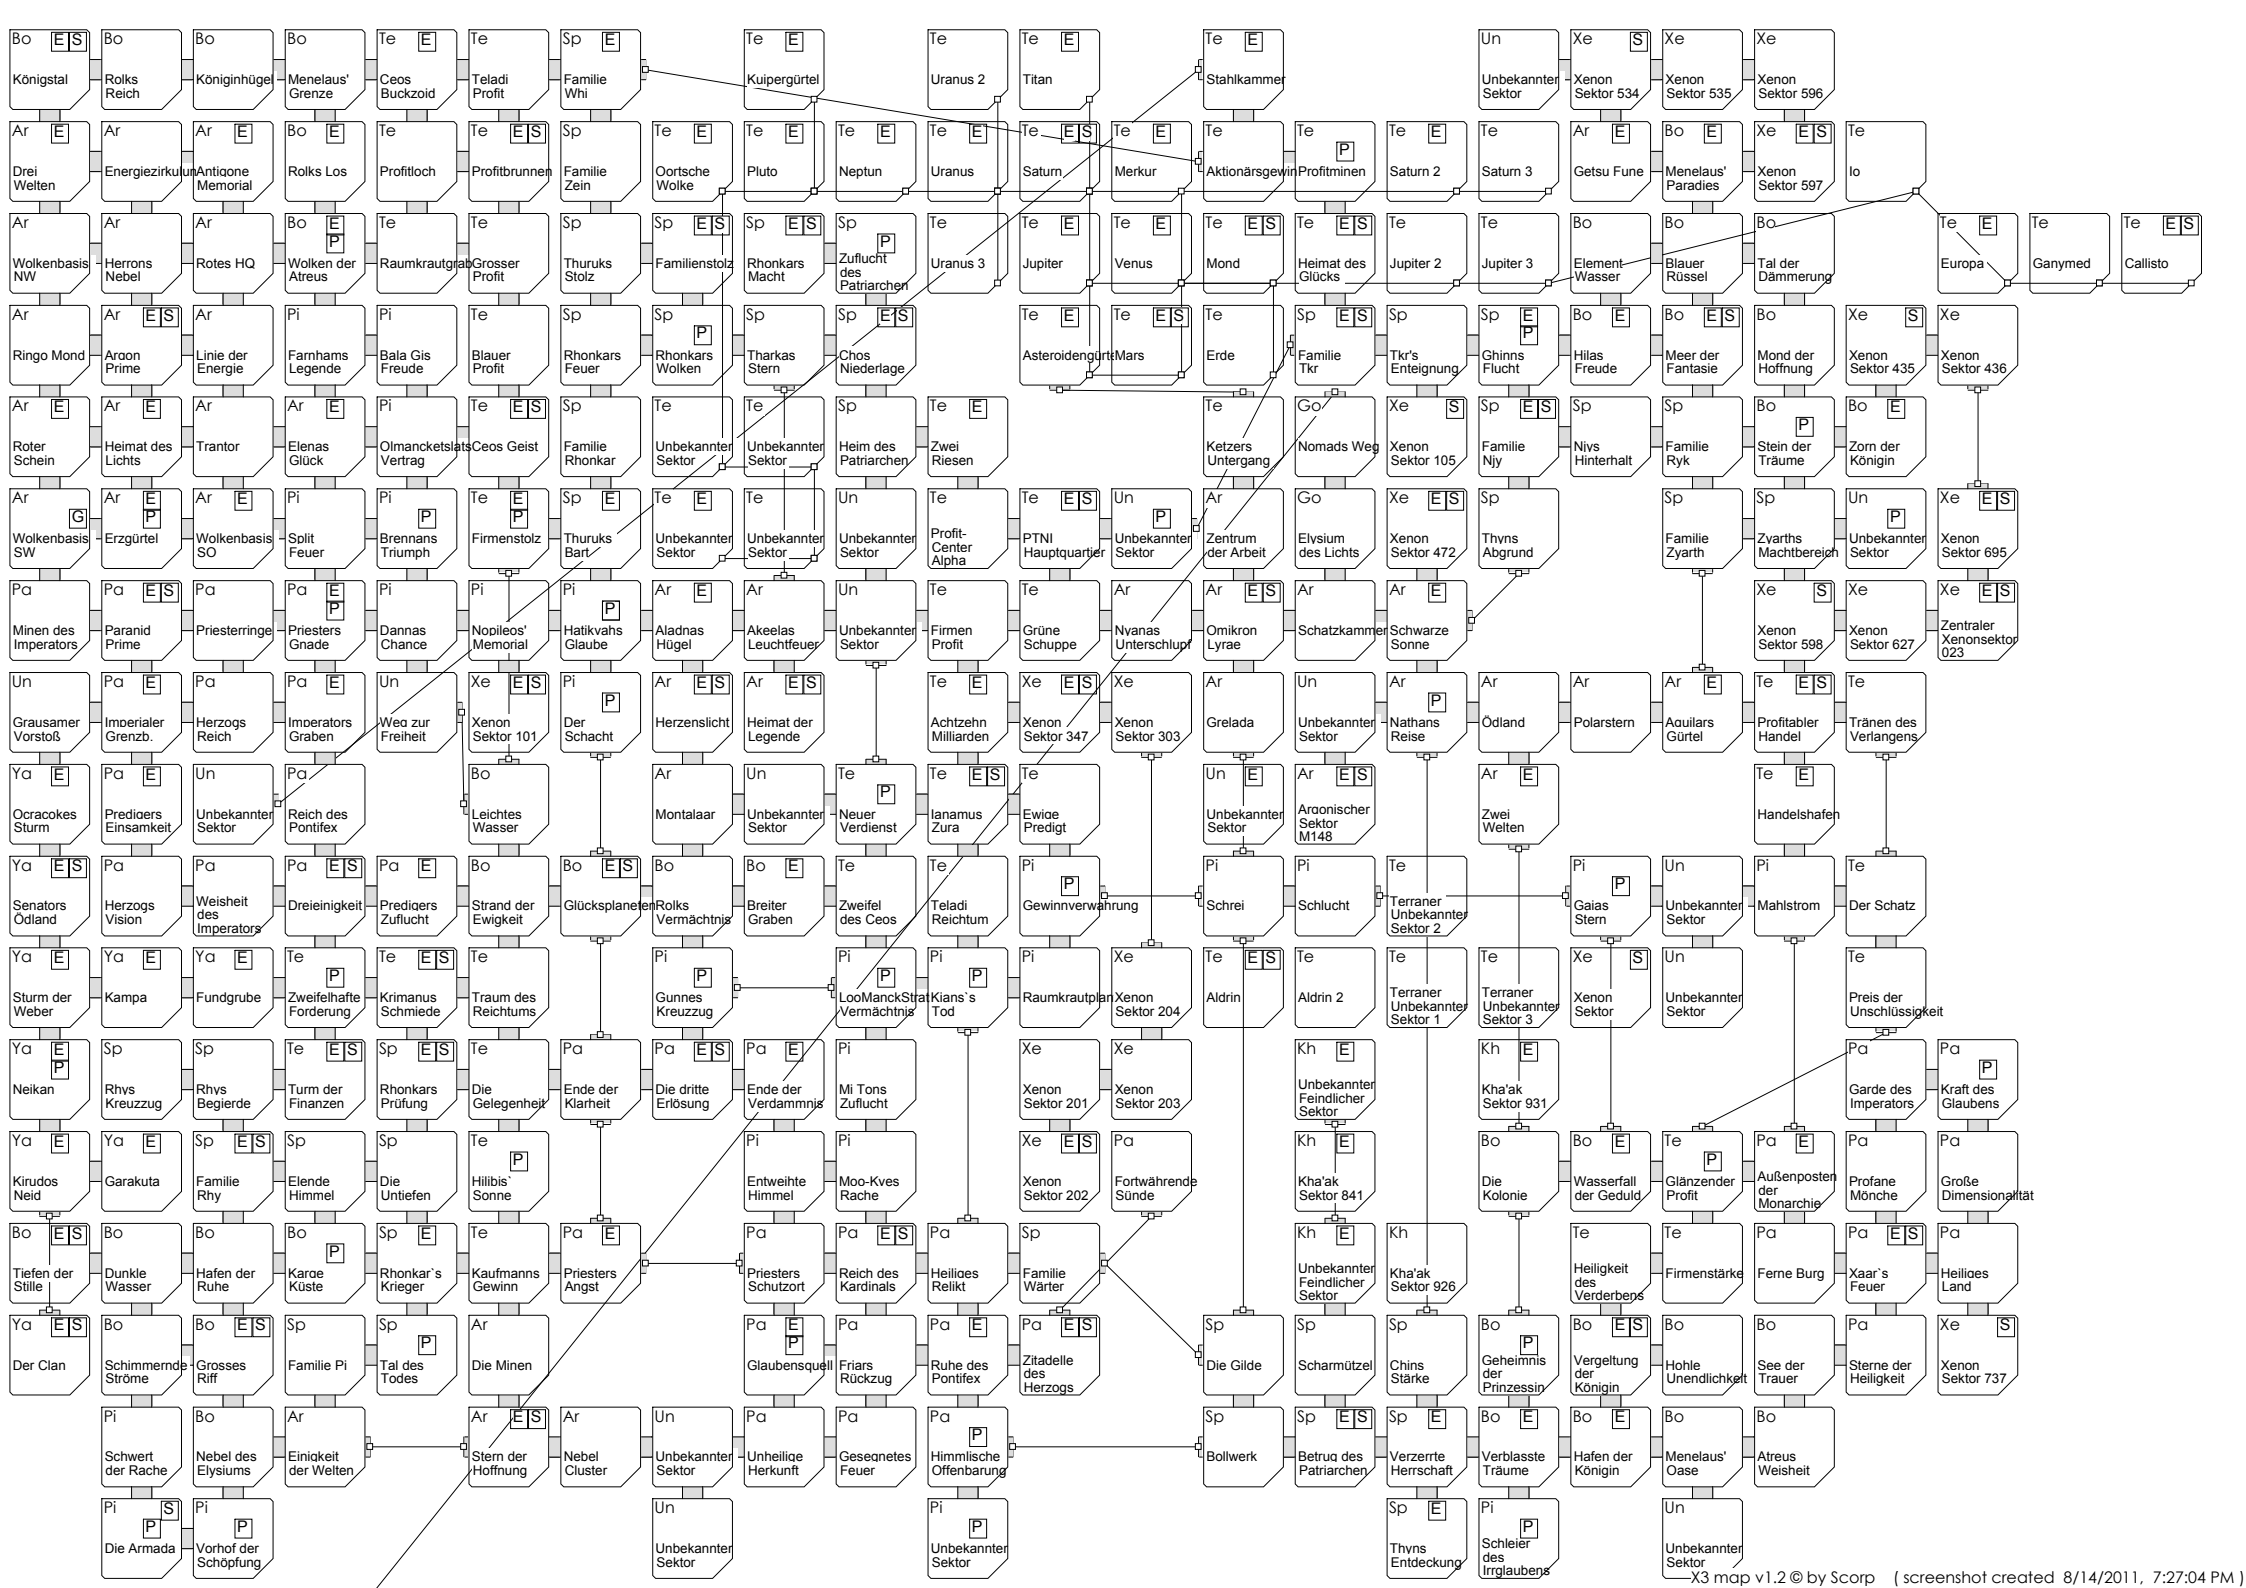 Bo E S
Königstal
Bo
Rolks
Reich
Bo
Königinhügel
Bo
Menelaus'
Grenze
Te E
Ceos
Buckzoid
Te
Teladi
Profit
Sp E
Familie
Whi
Te E
Kuipergürtel
Te
Uranus 2
Te E
Titan
Te E
Stahlkammer
Un
Unbekannter
Sektor
Xe S
Xenon
Sektor 534
Xe
Xenon
Sektor 535
Xe
Xenon
Sektor 596
Ar E
Drei
Welten
Ar
Energiezirkulun
Ar E
Antigone
Memorial
Bo E
Rolks Los
Te
Profitloch
Te E S
Profitbrunnen
Sp
Familie
Zein
Te E
Oortsche
Wolke
Te E
Pluto
Te E
Neptun
Te E
Uranus
Te E S
Saturn
Te E
Merkur
Te
Aktionärsgewin
Te
P
Profitminen
Te E
Saturn 2
Te
Saturn 3
Ar E
Getsu Fune
Bo E
Menelaus'
Paradies
Xe E S
Xenon
Sektor 597
Te
Io
Ar
Wolkenbasis
NW
Ar
Herrons
Nebel
Ar
Rotes HQ
Bo E
P
Wolken der
Atreus
Te
Raumkrautgrab
Te
Grosser
Profit
Sp
Thuruks
Stolz
Sp E S
Familienstolz
Sp E S
Rhonkars
Macht
Sp
P
Zuflucht
des
Patriarchen
Te
Uranus 3
Te E
Jupiter
Te E
Venus
Te E S
Mond
Te E S
Heimat des
Glücks
Te
Jupiter 2
Te
Jupiter 3
Bo
Element
Wasser
Bo
Blauer
Rüssel
Bo
Tal der
Dämmerung
Te E
Europa
Te
Ganymed
Te E S
Callisto
Ar
Ringo Mond
Ar E S
Argon
Prime
Ar
Linie der
Energie
Pi
Farnhams
Legende
Pi
Bala Gis
Freude
Te
Blauer
Profit
Sp
Rhonkars
Feuer
Sp
P
Rhonkars
Wolken
Sp
Tharkas
Stern
Sp E S
Chos
Niederlage
Te E
Asteroidengürte
Te E S
Mars
Te
Erde
Sp E S
Familie
Tkr
Sp
Tkr's
Enteignung
Sp E
P
Ghinns
Flucht
Bo E
Hilas
Freude
Bo E S
Meer der
Fantasie
Bo
Mond der
Hoffnung
Xe S
Xenon
Sektor 435
Xe
Xenon
Sektor 436
Ar E
Roter
Schein
Ar E
Heimat des
Lichts
Ar
Trantor
Ar E
Elenas
Glück
Pi
Olmancketslats
Vertrag
Te E S
Ceos Geist
Sp
Familie
Rhonkar
Te
Unbekannter
Sektor
Te
Unbekannter
Sektor
Sp
Heim des
Patriarchen
Te E
Zwei
Riesen
Te
Ketzers
Untergang
Go
Nomads Weg
Xe S
Xenon
Sektor 105
Sp E S
Familie
Njy
Sp
Njys
Hinterhalt
Sp
Familie
Ryk
Bo
P
Stein der
Träume
Bo E
Zorn der
Königin
Ar
G
Wolkenbasis
SW
Ar E
P
Erzgürtel
Ar E
Wolkenbasis
SO
Pi
Split
Feuer
Pi
P
Brennans
Triumph
Te E
P
Firmenstolz
Sp E
Thuruks
Bart
Te E
Unbekannter
Sektor
Te
Unbekannter
Sektor
Un
Unbekannter
Sektor
Te
Profit-
Center
Alpha
Te E S
PTNI
Hauptquartier
Un
P
Unbekannter
Sektor
Ar
Zentrum
der Arbeit
Go
Elysium
des Lichts
Xe E S
Xenon
Sektor 472
Sp
Thyns
Abgrund
Sp
Familie
Zyarth
Sp
Zyarths
Machtbereich
Un
P
Unbekannter
Sektor
Xe E S
Xenon
Sektor 695
Pa
Minen des
Imperators
Pa E S
Paranid
Prime
Pa
Priesterringe
Pa E
P
Priesters
Gnade
Pi
Dannas
Chance
Pi
Nopileos'
Memorial
Pi
P
Hatikvahs
Glaube
Ar E
Aladnas
Hügel
Ar
Akeelas
Leuchtfeuer
Un
Unbekannter
Sektor
Te
Firmen
Profit
Te
Grüne
Schuppe
Ar
Nyanas
Unterschlupf
Ar E S
Omikron
Lyrae
Ar
Schatzkammer
Ar E
Schwarze
Sonne
Xe S
Xenon
Sektor 598
Xe
Xenon
Sektor 627
Xe E S
Zentraler
Xenonsektor
023
Un
Grausamer
Vorstoß
Pa E
Imperialer
Grenzb.
Pa
Herzogs
Reich
Pa E
Imperators
Graben
Un
Weg zur
Freiheit
Xe E S
Xenon
Sektor 101
Pi
P
Der
Schacht
Ar E S
Herzenslicht
Ar E S
Heimat der
Legende
Te E
Achtzehn
Milliarden
Xe E S
Xenon
Sektor 347
Xe
Xenon
Sektor 303
Ar
Grelada
Un
Unbekannter
Sektor
Ar
P
Nathans
Reise
Ar
Ödland
Ar
Polarstern
Ar E
Aquilars
Gürtel
Te E S
Profitabler
Handel
Te
Tränen des
Verlangens
Ya E
Ocracokes
Sturm
Pa E
Predigers
Einsamkeit
Un
Unbekannter
Sektor
Pa
Reich des
Pontifex
Bo
Leichtes
Wasser
Ar
Montalaar
Un
Unbekannter
Sektor
Te
P
Neuer
Verdienst
Te E S
Ianamus
Zura
Te
Ewige
Predigt
Un E
Unbekannter
Sektor
Ar E S
Argonischer
Sektor
M148
Ar E
Zwei
Welten
Te E
Handelshafen
Ya E S
Senators
Ödland
Pa
Herzogs
Vision
Pa
Weisheit
des
Imperators
Pa E S
Dreieinigkeit
Pa E
Predigers
Zuflucht
Bo
Strand der
Ewigkeit
Bo E S
Glücksplaneten
Bo
Rolks
Vermächtnis
Bo E
Breiter
Graben
Te
Zweifel
des Ceos
Te
Teladi
Reichtum
Pi
P
Gewinnverwahrung
Pi
Schrei
Pi
Schlucht
Te
Terraner
Unbekannter
Sektor 2
Pi
P
Gaias
Stern
Un
Unbekannter
Sektor
Pi
Mahlstrom
Te
Der Schatz
Ya E
Sturm der
Weber
Ya E
Kampa
Ya E
Fundgrube
Te
P
Zweifelhafte
Forderung
Te E S
Krimanus
Schmiede
Te
Traum des
Reichtums
Pi
P
Gunnes
Kreuzzug
Pi
P
LooManckStrat
Vermächtnis
Pi
P
Kians`s
Tod
Pi
Raumkrautplan
Xe
Xenon
Sektor 204
Te E S
Aldrin
Te
Aldrin 2
Te
Terraner
Unbekannter
Sektor 1
Te
Terraner
Unbekannter
Sektor 3
Xe S
Xenon
Sektor
Un
Unbekannter
Sektor
Te
Preis der
Unschlüssigkeit
Ya E
P
Neikan
Sp
Rhys
Kreuzzug
Sp
Rhys
Begierde
Te E S
Turm der
Finanzen
Sp E S
Rhonkars
Prüfung
Te
Die
Gelegenheit
Pa
Ende der
Klarheit
Pa E S
Die dritte
Erlösung
Pa E
Ende der
Verdammnis
Pi
Mi Tons
Zuflucht
Xe
Xenon
Sektor 201
Xe
Xenon
Sektor 203
Kh E
Unbekannter
Feindlicher
Sektor
Kh E
Kha'ak
Sektor 931
Pa
Garde des
Imperators
Pa
P
Kraft des
Glaubens
Ya E
Kirudos
Neid
Ya E
Garakuta
Sp E S
Familie
Rhy
Sp
Elende
Himmel
Sp
Die
Untiefen
Te
P
Hilibis`
Sonne
Pi
Entweihte
Himmel
Pi
Moo-Kves
Rache
Xe E S
Xenon
Sektor 202
Pa
Fortwährende
Sünde
Kh E
Kha'ak
Sektor 841
Bo
Die
Kolonie
Bo E
Wasserfall
der Geduld
Te
P
Glänzender
Profit
Pa E
Außenposten
der
Monarchie
Pa
Profane
Mönche
Pa
Große
Dimensionalität
Bo E S
Tiefen der
Stille
Bo
Dunkle
Wasser
Bo
Hafen der
Ruhe
Bo
P
Karge
Küste
Sp E
Rhonkar`s
Krieger
Te
Kaufmanns
Gewinn
Pa E
Priesters
Angst
Pa
Priesters
Schutzort
Pa E S
Reich des
Kardinals
Pa
Heiliges
Relikt
Sp
Familie
Wärter
Kh E
Unbekannter
Feindlicher
Sektor
Kh
Kha'ak
Sektor 926
Te
Heiligkeit
des
Verderbens
Te
Firmenstärke
Pa
Ferne Burg
Pa E S
Xaar`s
Feuer
Pa
Heiliges
Land
Ya E S
Der Clan
Bo
Schimmernde
Ströme
Bo E S
Grosses
Riff
Sp
Familie Pi
Sp
P
Tal des
Todes
Ar
Die Minen
Pa E
P
Glaubensquell
Pa
Friars
Rückzug
Pa E
Ruhe des
Pontifex
Pa E S
Zitadelle
des
Herzogs
Sp
Die Gilde
Sp
Scharmützel
Sp
Chins
Stärke
Bo
P
Geheimnis
der
Prinzessin
Bo E S
Vergeltung
der
Königin
Bo
Hohle
Unendlichkeit
Bo
See der
Trauer
Pa
Sterne der
Heiligkeit
Xe S
Xenon
Sektor 737
Pi
Schwert
der Rache
Bo
Nebel des
Elysiums
Ar
Einigkeit
der Welten
Ar E S
Stern der
Hoffnung
Ar
Nebel
Cluster
Un
Unbekannter
Sektor
Pa
Unheilige
Herkunft
Pa
Gesegnetes
Feuer
Pa
P
Himmlische
Offenbarung
Sp
Bollwerk
Sp E S
Betrug des
Patriarchen
Sp E
Verzerrte
Herrschaft
Bo E
Verblasste
Träume
Bo E
Hafen der
Königin
Bo
Menelaus'
Oase
Bo
Atreus
Weisheit
Pi S
P
Die Armada
Pi
P
Vorhof der
Schöpfung
Un
Unbekannter
Sektor
Pi
P
Unbekannter
Sektor
Sp E
Thyns
Entdeckung
Pi
P
Schleier
des
Irrglaubens
Un
Unbekannter
Sektor
X3 map v1.2 © by Scorp ( screenshot created 8/14/2011, 7:27:04 PM )